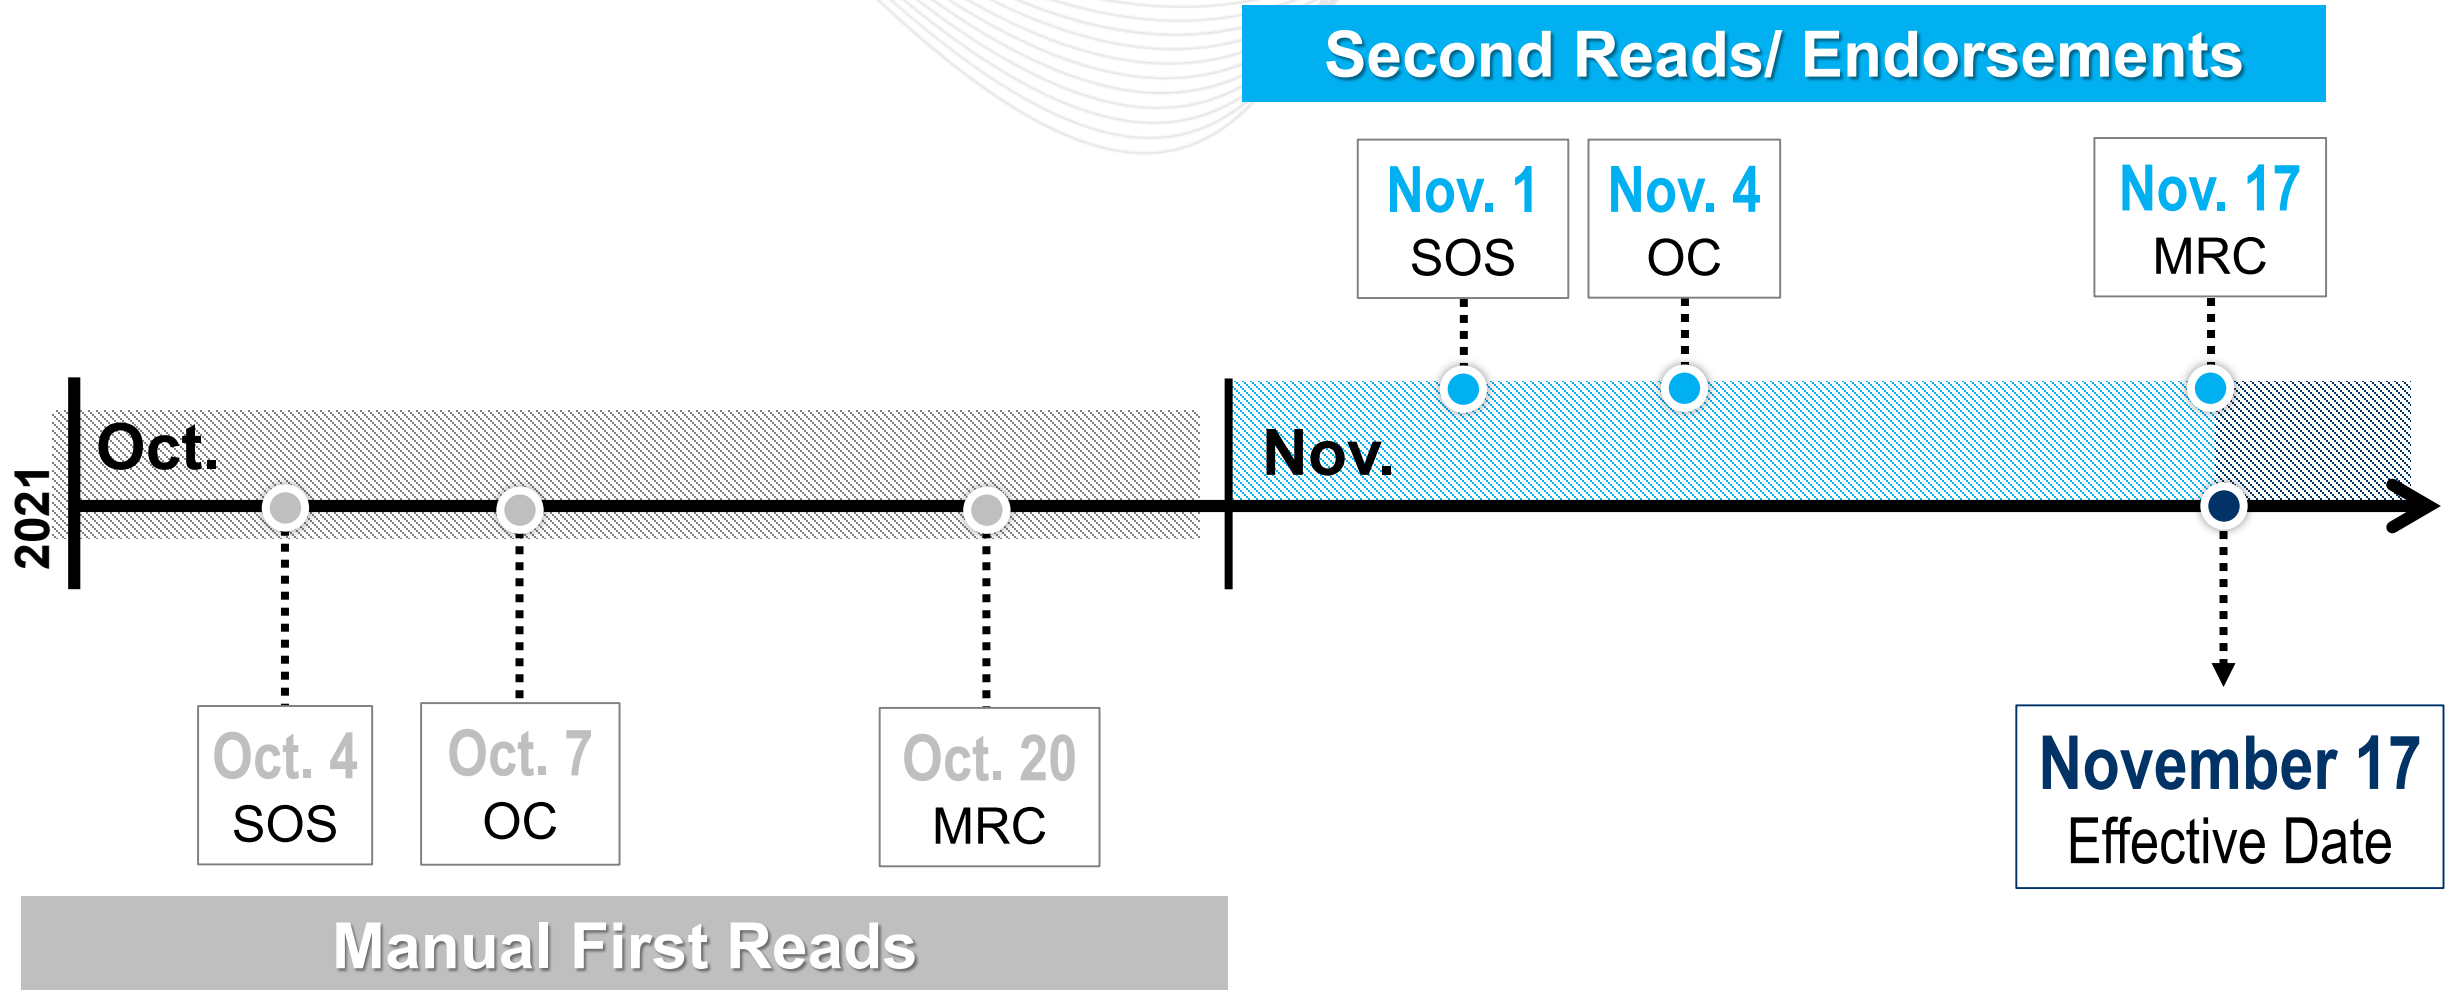 Second Reads/ Endorsements
Nov. 1
SOS
Nov. 4
OC
Nov. 17
MRC
2021
Oct.
Nov.
Oct. 4
SOS
Oct. 7
OC
Oct. 20
MRC
November 17
Effective Date
Manual First Reads